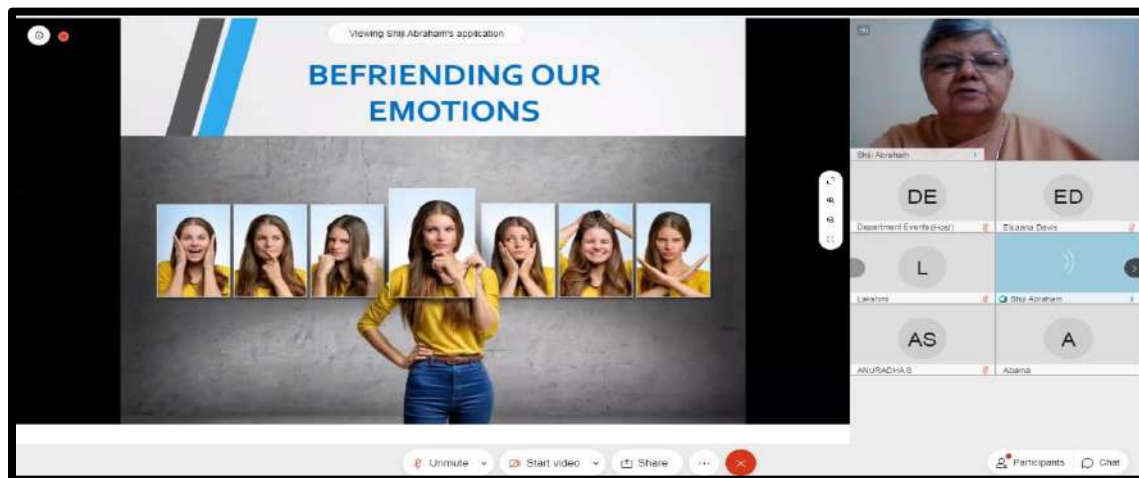 Viewing Shiji Abraham's application
BEFRIENDING OUR
EMOTIONS
Shiji Abraham
DE
ED
Department Events (Host)
Davis
L
Lakshmi
Shiji Abraham
AS
A
ANURADHA S
Abarna
Unmute
Start video
Share
Participants
Chat